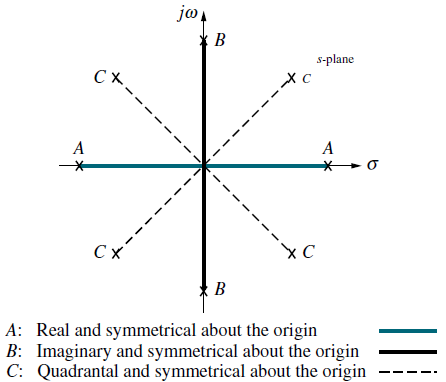 jω
B
s-plane
C
C
A
A
σ
C
C
B
A: Real and symmetrical about the origin
B: Imaginary and symmetrical about the origin
C: Quadrantal and symmetrical about the origin